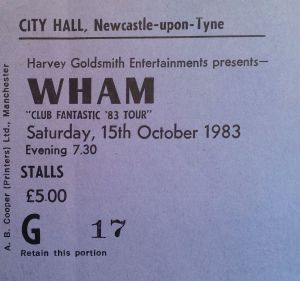 CITY HALL, Newcastle-upon-Tyne
Harvey Goldsmith Entertainments presents—
WHAM
"CLUB FANTASTIC '83 TOUR"
Saturday, 15th October 1983
Evening 7.30
STALLS
£5.00
G 17
Retain this portion
A. B. Cooper (Printers) Ltd., Manchester